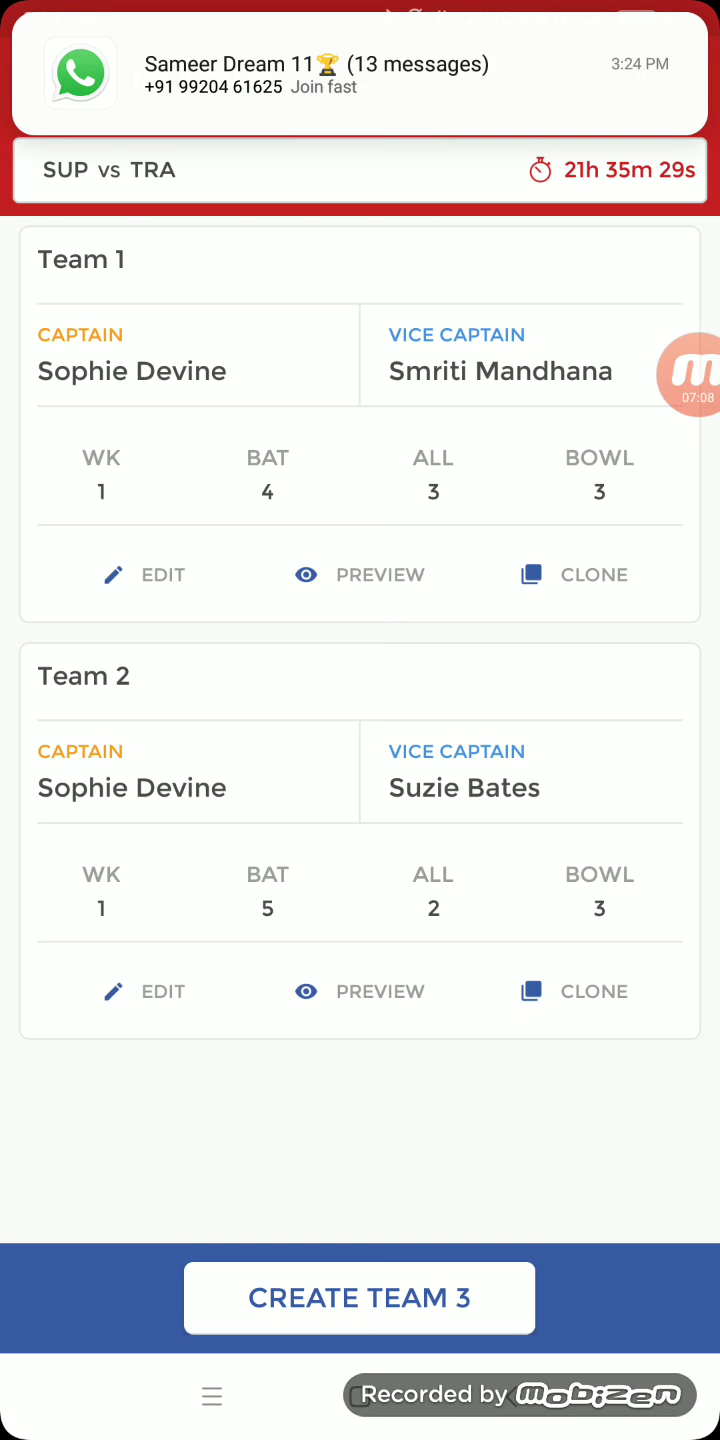 Sameer Dream 11🏆 (13 messages)
3:24 PM
+91 99204 61625 Join fast
SUP vs TRA
21h 35m 29s
Team 1
CAPTAIN
VICE CAPTAIN
Sophie Devine
Smriti Mandhana
07:08
WK
BAT
ALL
BOWL
1
4
3
3
EDIT
PREVIEW
CLONE
Team 2
CAPTAIN
VICE CAPTAIN
Sophie Devine
Suzie Bates
WK
BAT
ALL
BOWL
1
5
2
3
EDIT
PREVIEW
CLONE
CREATE TEAM 3
Recorded by mobizen